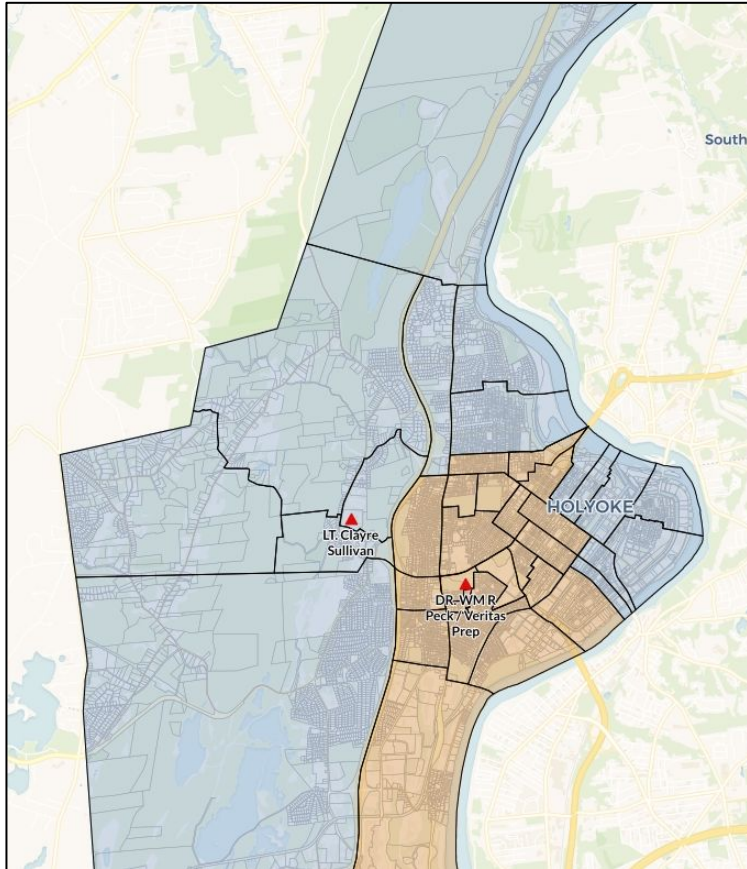 South
HOLYOKE
LT. Clayre
Sullivan
DR. WM R
Peck / Veritas
Prep